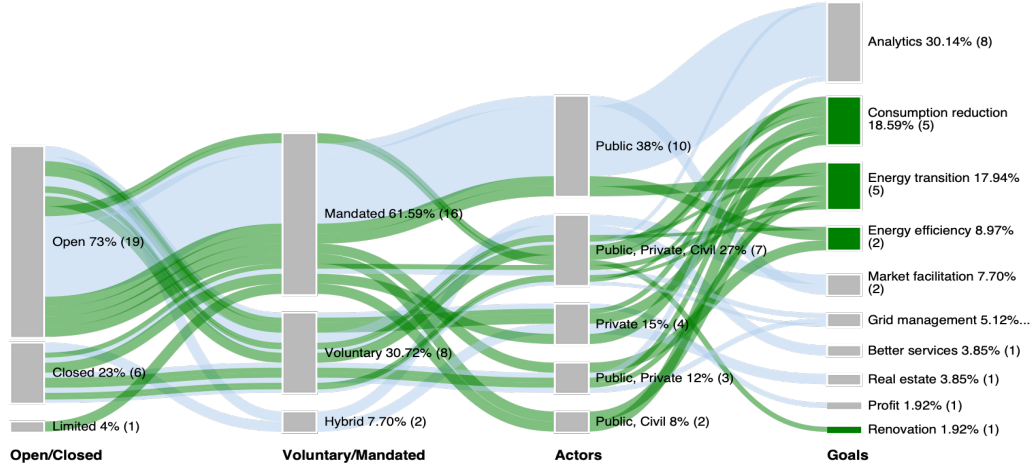 Open 73% (19)
Closed 23% (6)
Limited 4% (1)
Open/Closed
Mandated 61.59% (16)
Voluntary 30.72% (8)
Hybrid 7.70% (2)
Voluntary/Mandated
Public 38% (10)
Public, Private, Civil 27% (7)
Private 15% (4)
Public, Private 12% (3)
Public, Civil 8% (2)
Actors
Analytics 30.14% (8)
Consumption reduction
18.59% (5)
Energy transition 17.94%
(5)
Energy efficiency 8.97%
(2)
Market facilitation 7.70%
(2)
Grid management 5.12%...
Better services 3.85% (1)
Real estate 3.85% (1)
Profit 1.92% (1)
Renovation 1.92% (1)
Goals